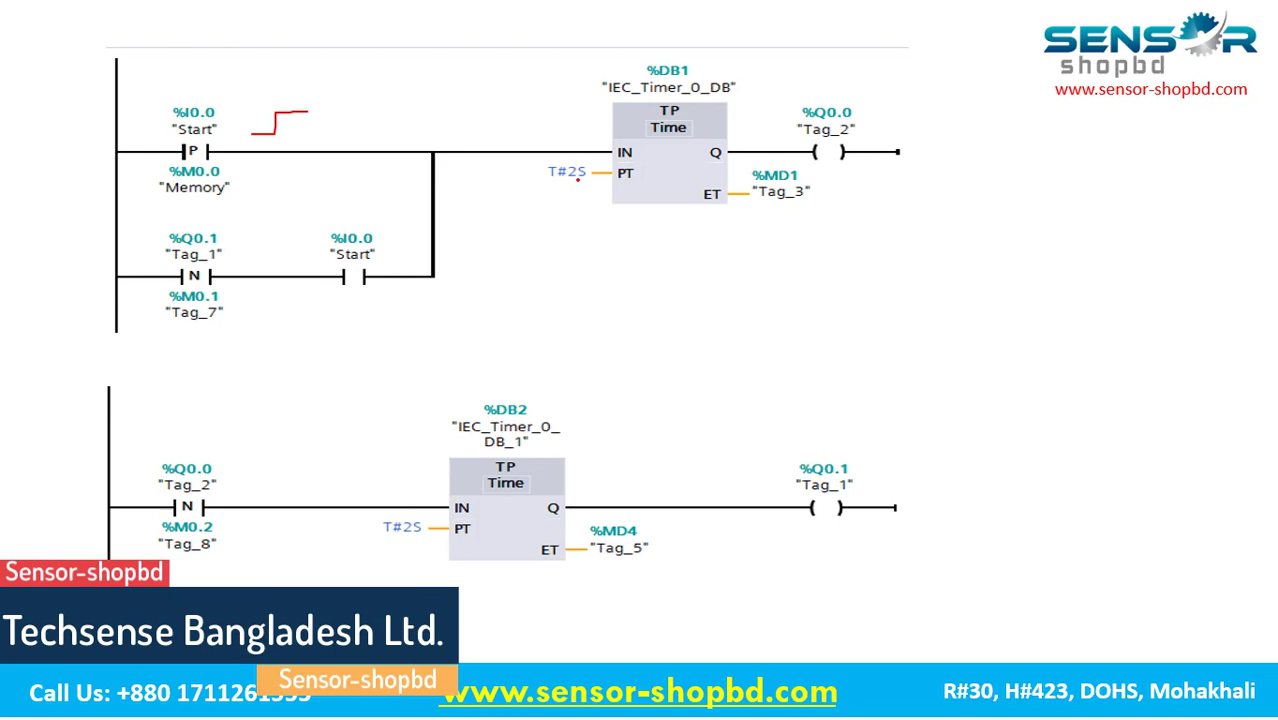 SENSOR
shopbd
www.sensor-shopbd.com
%DB1
"IEC_Timer_0_DB"
%I0.0
"Start"
P
%M0.0
"Memory"
TP
Time
IN
Q
T#2S
PT
ET
%MD1
"Tag_3"
%Q0.0
"Tag_2"
%Q0.1
"Tag_1"
N
%M0.1
"Tag_7"
%I0.0
"Start"
%DB2
"IEC_Timer_0_
DB_1"
%Q0.0
"Tag_2"
N
%M0.2
"Tag_8"
TP
Time
IN
Q
T#2S
PT
ET
%MD4
"Tag_5"
%Q0.1
"Tag_1"
Sensor-shopbd
Techsense Bangladesh Ltd.
Sensor-shopbd
Call Us: +880
www.sensor-shopbd.com
R#30, H#423, DOHS, Mohakhali